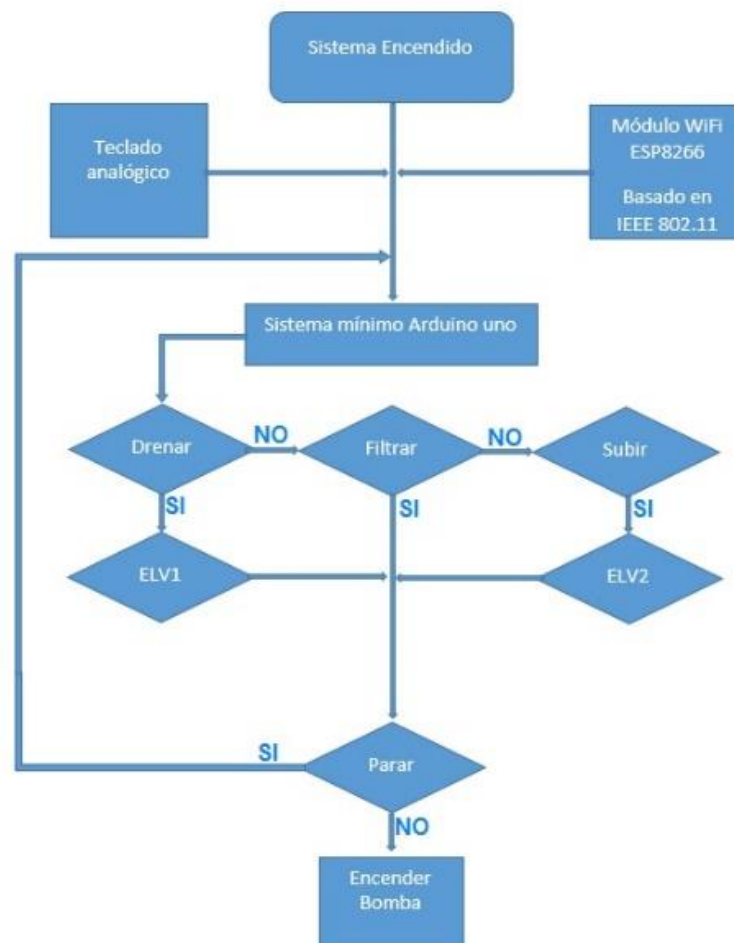 Sistema Encendido
Teclado
analógico
Módulo WiFi
ESP8266
Basado en
IEEE 802.11
Sistema mínimo Arduino uno
Drenar
NO
Filtrar
NO
Subir
SI
SI
SI
ELV1
ELV2
SI
Parar
NO
Encender
Bomba